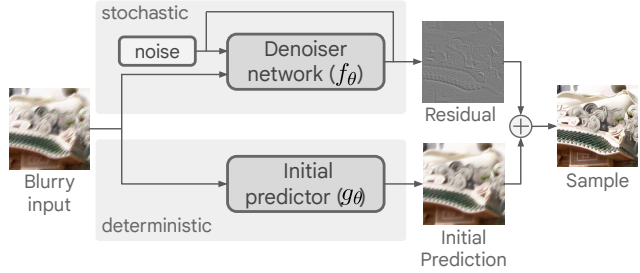 stochastic
noise
Denoiser
network (fθ)
Residual
Blurry
input
Initial
predictor (gθ)
deterministic
Initial
Prediction
Sample